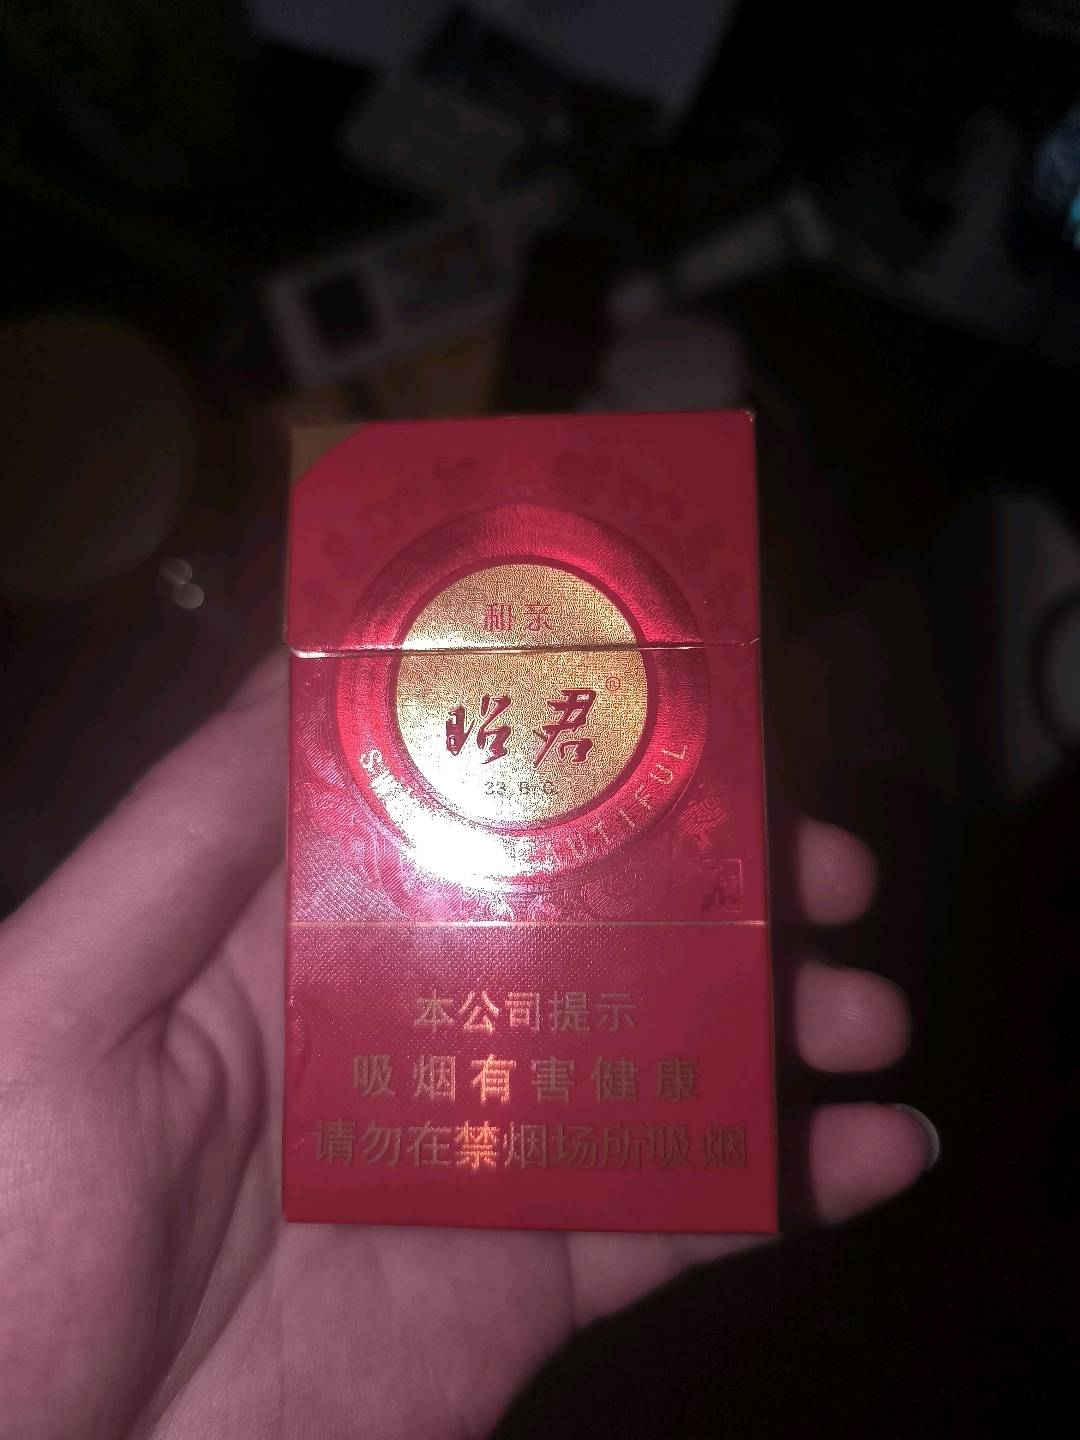 和亲
昭君®
33 B.C.
本公司提示
吸烟有害健康
请勿在禁烟场所吸烟